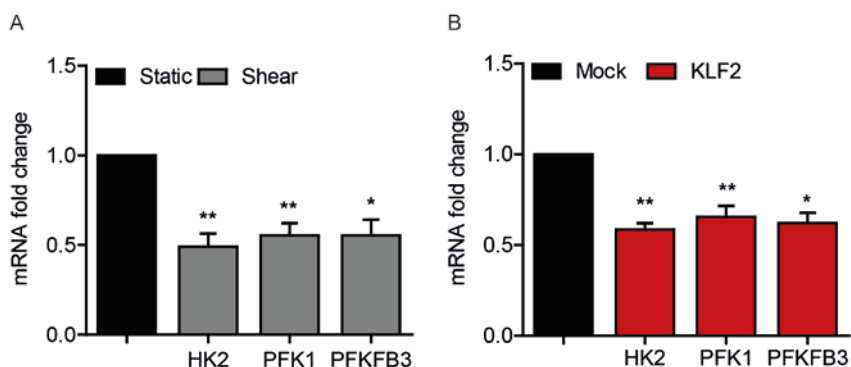 A
mRNA fold change
1.5
1.0
0.5
0.0
Static Shear
** ** *
HK2 PFK1 PFKFB3
B
mRNA fold change
1.5
1.0
0.5
0.0
Mock KLF2
** ** *
HK2 PFK1 PFKFB3